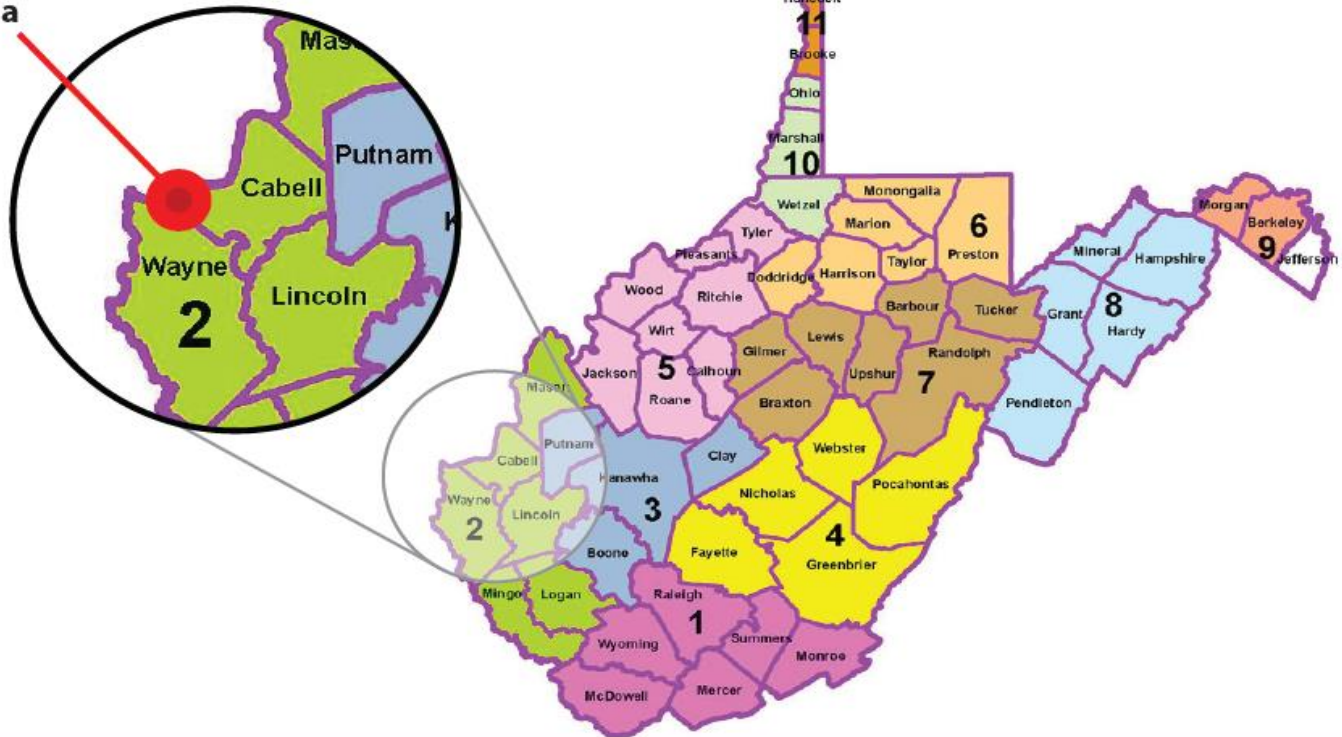 a
Mas
Putnam
Cabell
K
Wayne
Lincoln
2
11
Brooke
Ohio
Marshall
10
Wetzel
Monongalia
Marion
6
Preston
Taylor
Tyler
Pleasants
Doddridge
Harrison
Wood
Ritchie
Wirt
Jackson
5
Calhoun
Roane
Gilmer
Lewis
Barbour
Tucker
Upshur
Randolph
7
Braxton
Morgan
Berkeley
9
Jefferson
Mineral
Hampshire
Grant
8
Hardy
Pendleton
Mason
Putnam
Cabell
Wayne
Lincoln
2
Kanawha
Clay
3
Boone
Webster
Nicholas
Pocahontas
4
Fayette
Greenbrier
Mingo
Logan
Raleigh
1
Summers
Wyoming
Monroe
McDowell
Mercer